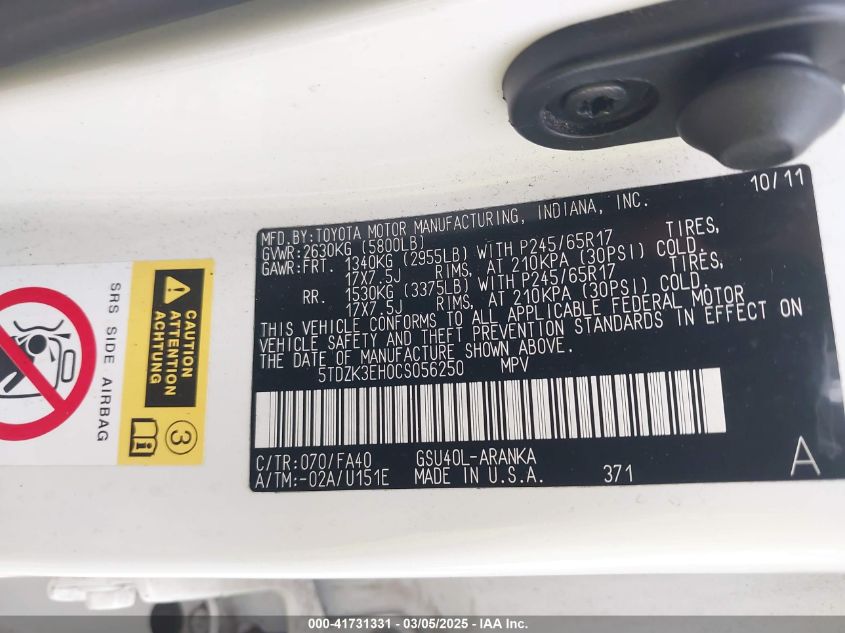 10/11
MFD.BY:TOYOTA MOTOR MANUFACTURING, INDIANA, INC.
GVWR:2630KG (5800LB)
GAWR:FRT. 1340KG (2955LB) WITH P245/65R17 TIRES,
17X7.5J RIMS, AT 210KPA (30PSI) COLD.
RR. 1530KG (3375LB) WITH P245/65R17 TIRES,
17X7.5J RIMS, AT 210KPA (30PSI) COLD.
THIS VEHICLE CONFORMS TO ALL APPLICABLE FEDERAL MOTOR
VEHICLE SAFETY AND THEFT PREVENTION STANDARDS IN EFFECT ON
THE DATE OF MANUFACTURE SHOWN ABOVE.
5TDZK3EH0CS056250 MPV
C/TR:070/FA40 GSU40L-ARANKA
A/TM:-02A/U151E MADE IN U.S.A. 371
A
SRS SIDE AIRBAG
CAUTION
ATTENTION
ACHTUNG
3
000-41731331 | 03/05/2025 | IAA Inc.